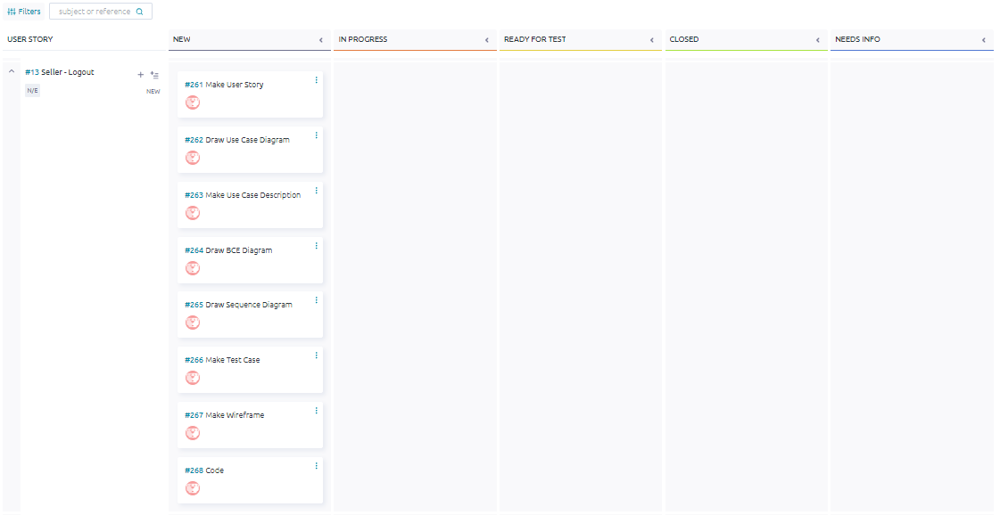 Filters
subject or reference
USER STORY
NEW
IN PROGRESS
READY FOR TEST
CLOSED
NEEDS INFO
#13 Seller - Logout
N/E
NEW
#261 Make User Story
#262 Draw Use Case Diagram
#263 Make Use Case Description
#264 Draw BCE Diagram
#265 Draw Sequence Diagram
#266 Make Test Case
#267 Make Wireframe
#268 Code